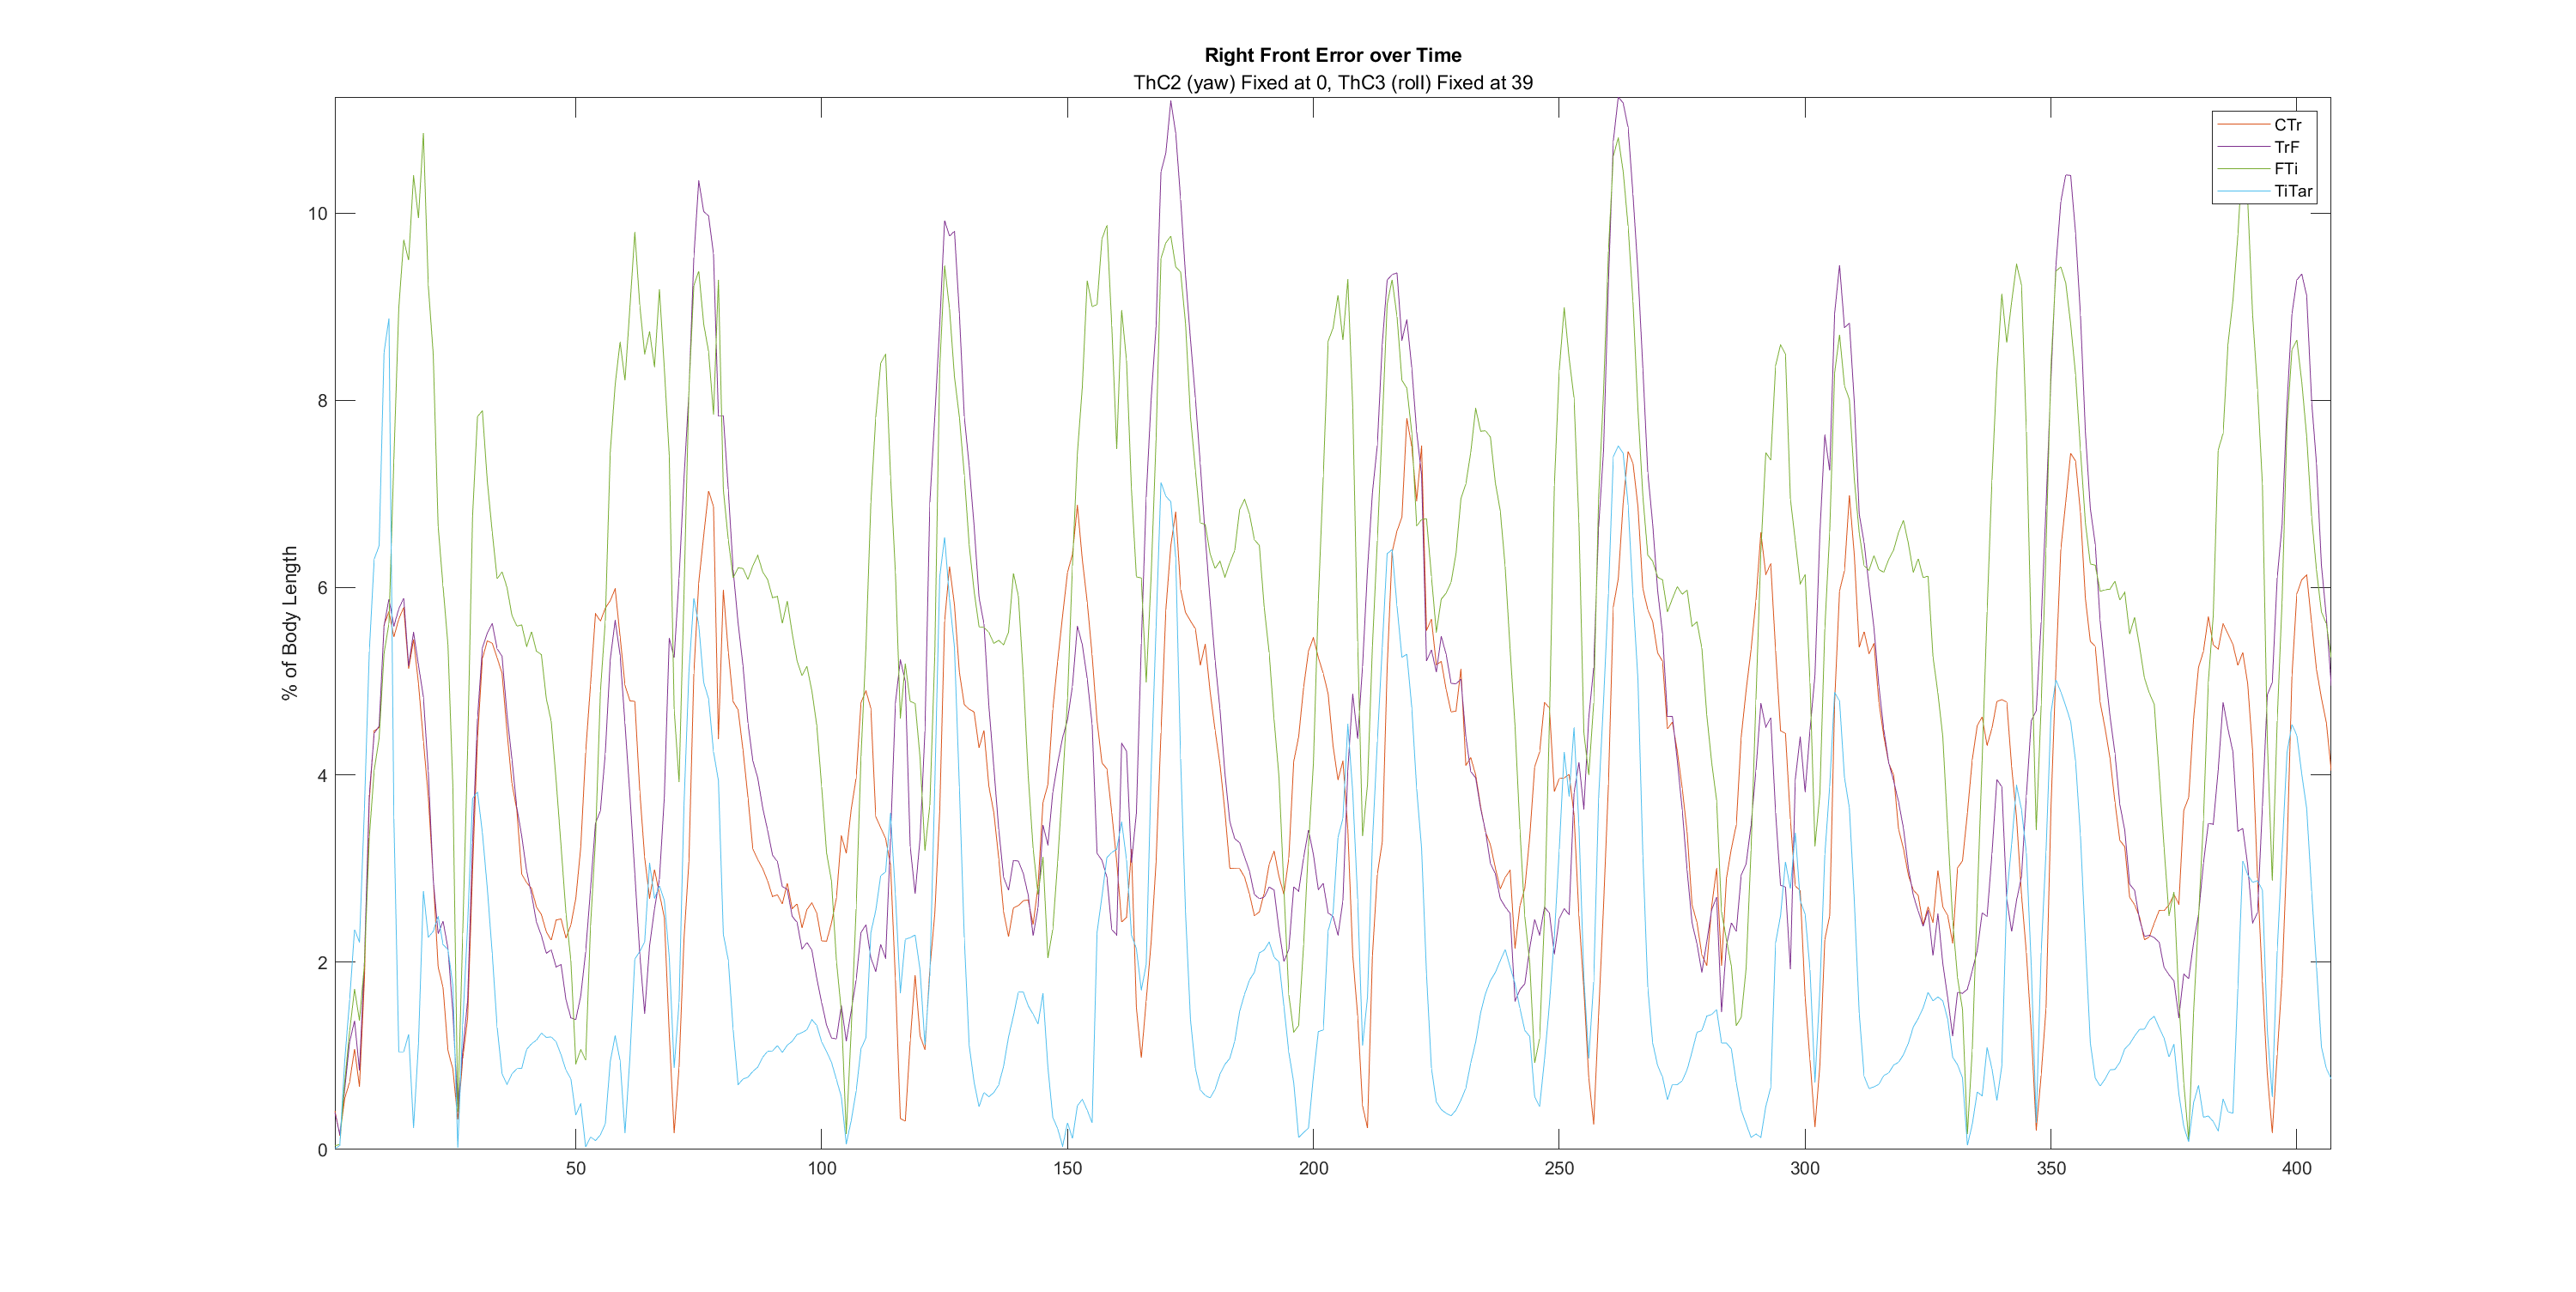 Right Front Error over Time
ThC2 (yaw) Fixed at 0, ThC3 (roll) Fixed at 39
CTr
TrF
FTi
TiTar
% of Body Length
10
8
6
4
2
0
50
100
150
200
250
300
350
400